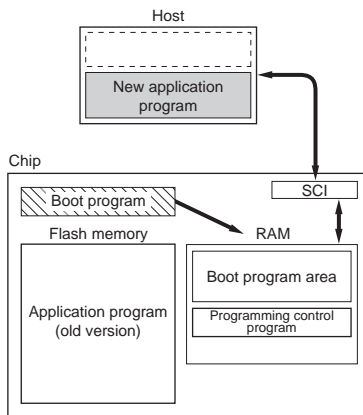 Host
New application
program
Chip
SCI
Boot program
Flash memory
RAM
Boot program area
Application program
(old version)
Programming control
program